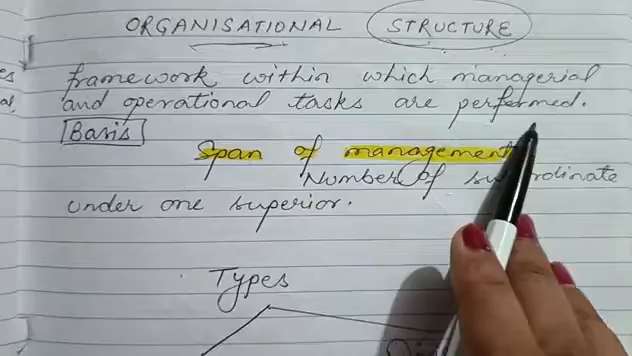 ORGANISATIONAL STRUCTURE
framework within which managerial
and operational tasks are performed.
Basis
Span of management
Number of
under one superior.
Types